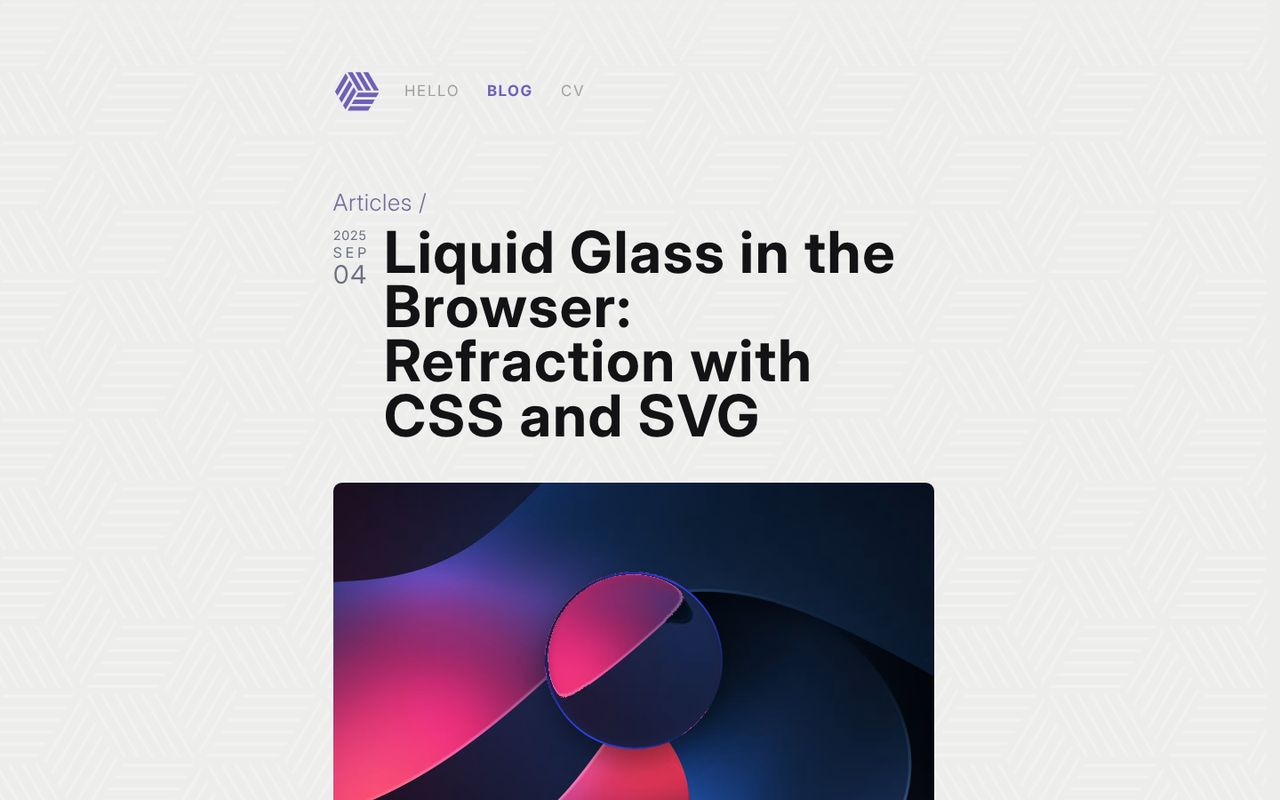 HELLO BLOG CV
Articles /
2025
SEP
04
Liquid Glass in the
Browser:
Refraction with
CSS and SVG